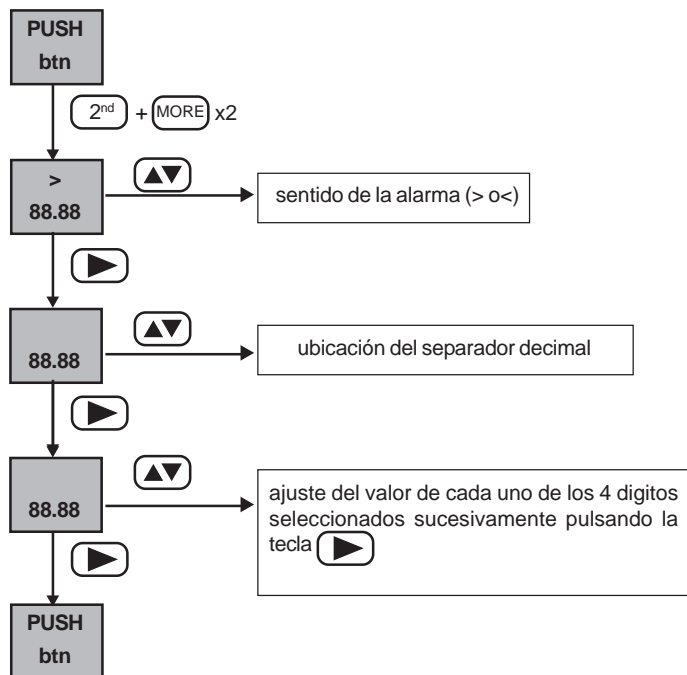 PUSH
btn
2nd + MORE x2
>
88.88
sentido de la alarma (> o<)
88.88
ubicación del separador decimal
88.88
ajuste del valor de cada uno de los 4 digitos
seleccionados sucesivamente pulsando la
tecla
PUSH
btn